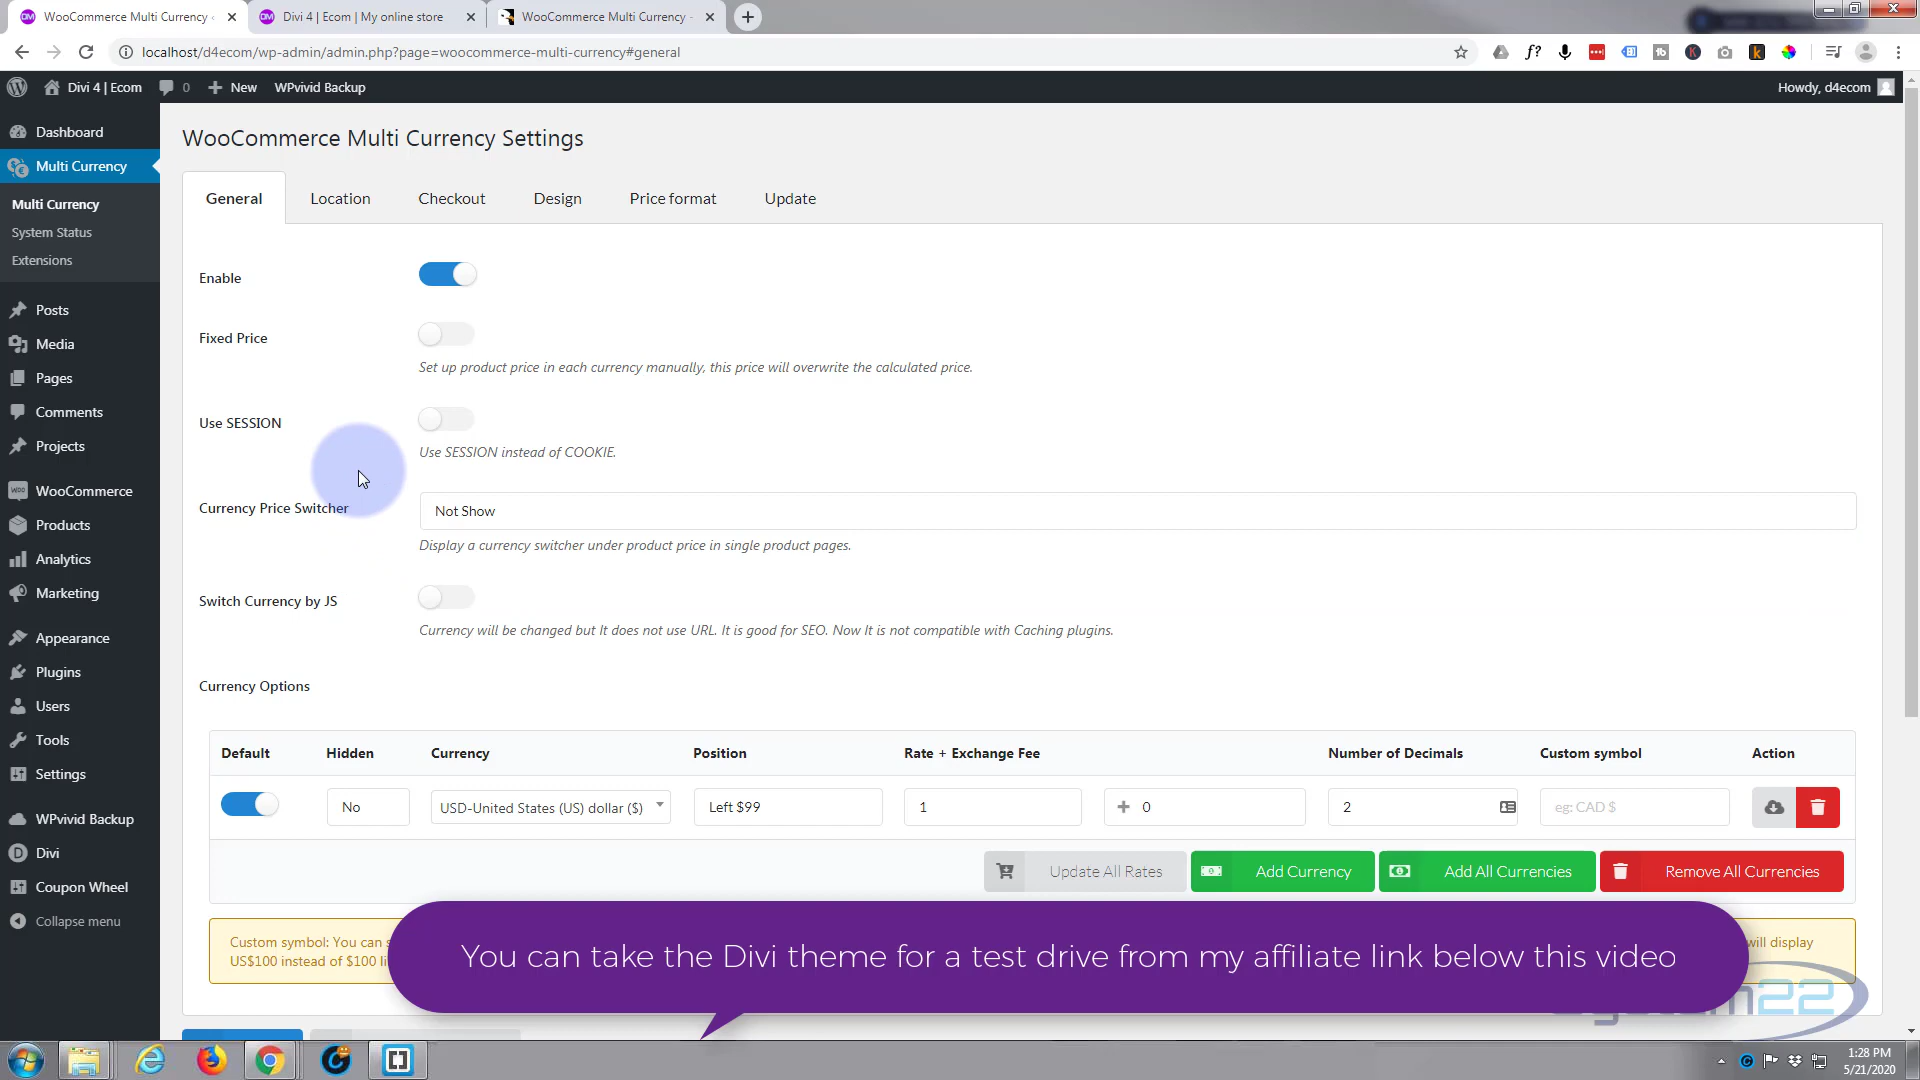 WooCommerce Multi Currency
Divi 4 | Ecom | My online store
WooCommerce Multi Currency -
localhost/d4ecom/wp-admin/admin.php?page=woocommerce-multi-currency#general
Divi 4 | Ecom
0
New
WPvivid Backup
Howdy, d4ecom
Dashboard
Multi Currency
Multi Currency
System Status
Extensions
Posts
Media
Pages
Comments
Projects
WooCommerce
Products
Analytics
Marketing
Appearance
Plugins
Users
Tools
Settings
WPvivid Backup
Divi
Coupon Wheel
Collapse menu
WooCommerce Multi Currency Settings
General Location Checkout Design Price format Update
Enable
Fixed Price
Set up product price in each currency manually, this price will overwrite the calculated price.
Use SESSION
Use SESSION instead of COOKIE.
Currency Price Switcher
Not Show
Display a currency switcher under product price in single product pages.
Switch Currency by JS
Currency will be changed but It does not use URL. It is good for SEO. Now It is not compatible with Caching plugins.
Currency Options
Default Hidden Currency Position Rate + Exchange Fee Number of Decimals Custom symbol Action
No USD-United States (US) dollar ($) Left $99 1 + 0 2 eg: CAD $
Update All Rates Add Currency Add All Currencies Remove All Currencies
Custom symbol: You can
will display
US$100 instead of $100
You can take the Divi theme for a test drive from my affiliate link below this video
1:28 PM
5/21/2020